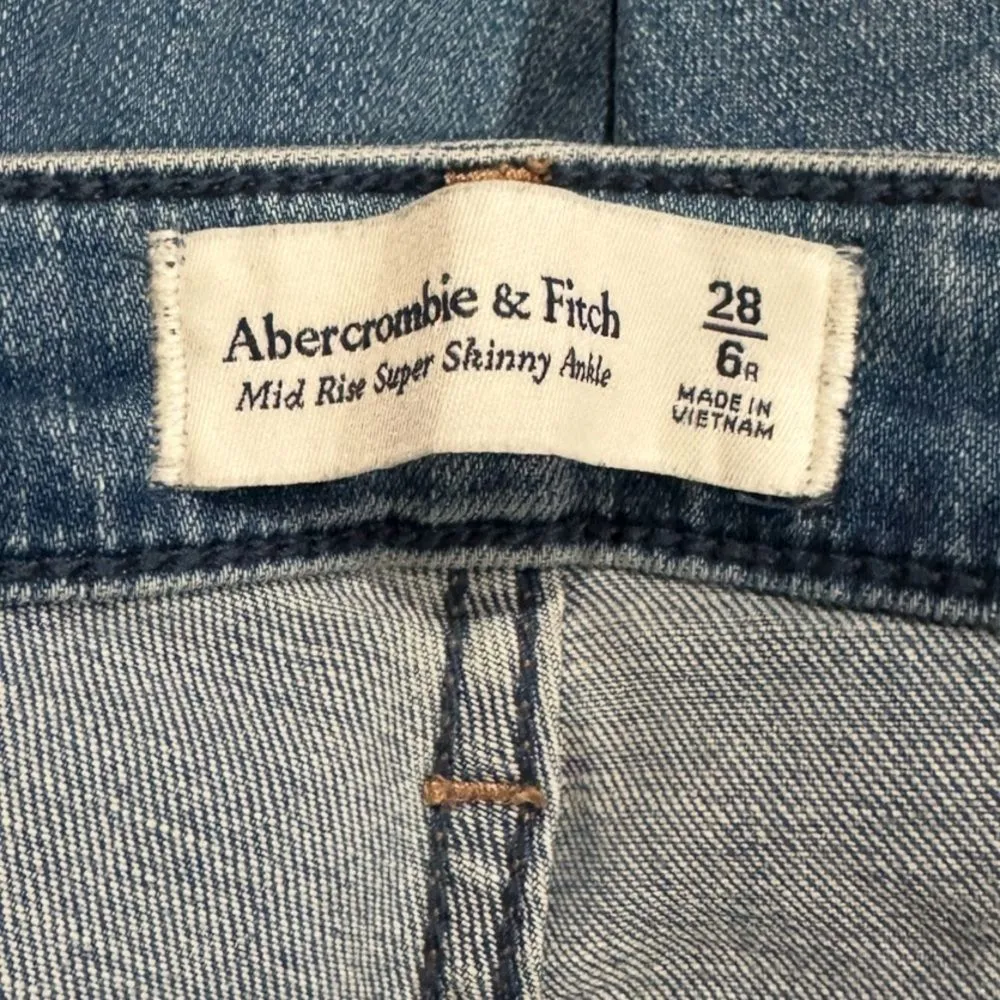 Abercrombie & Fitch
Mid Rise Super Skinny Ankle
28
6R
MADE IN
VIETNAM